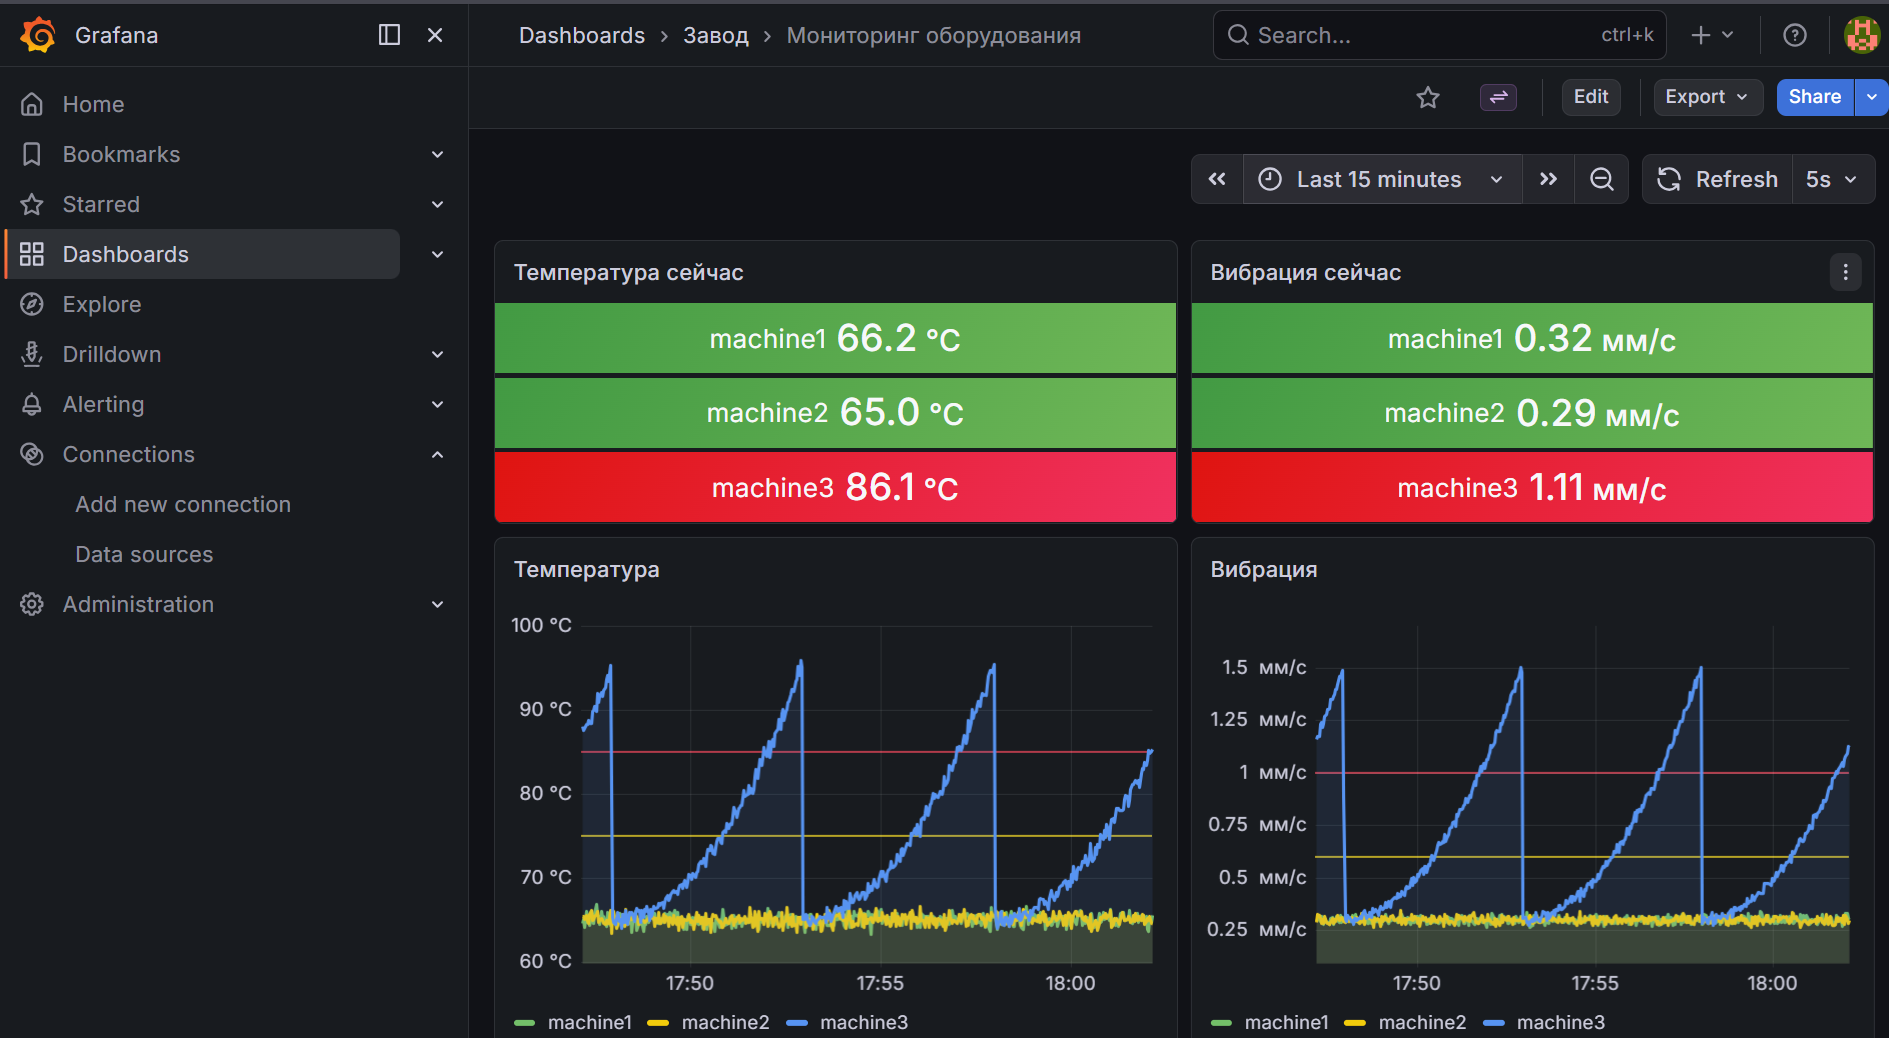 Grafana
Dashboards › Завод › Мониторинг оборудования
Search... ctrl+k
Edit
Export
Share
Home
Bookmarks
Starred
Dashboards
Explore
Drilldown
Alerting
Connections
Add new connection
Data sources
Administration
Last 15 minutes
Refresh
5s
Температура сейчас
machine1 66.2 °C
machine2 65.0 °C
machine3 86.1 °C
Вибрация сейчас
machine1 0.32 мм/с
machine2 0.29 мм/с
machine3 1.11 мм/с
Температура
100 °C
90 °C
80 °C
70 °C
60 °C
17:50 17:55 18:00
machine1 machine2 machine3
Вибрация
1.5 мм/с
1.25 мм/с
1 мм/с
0.75 мм/с
0.5 мм/с
0.25 мм/с
17:50 17:55 18:00
machine1 machine2 machine3